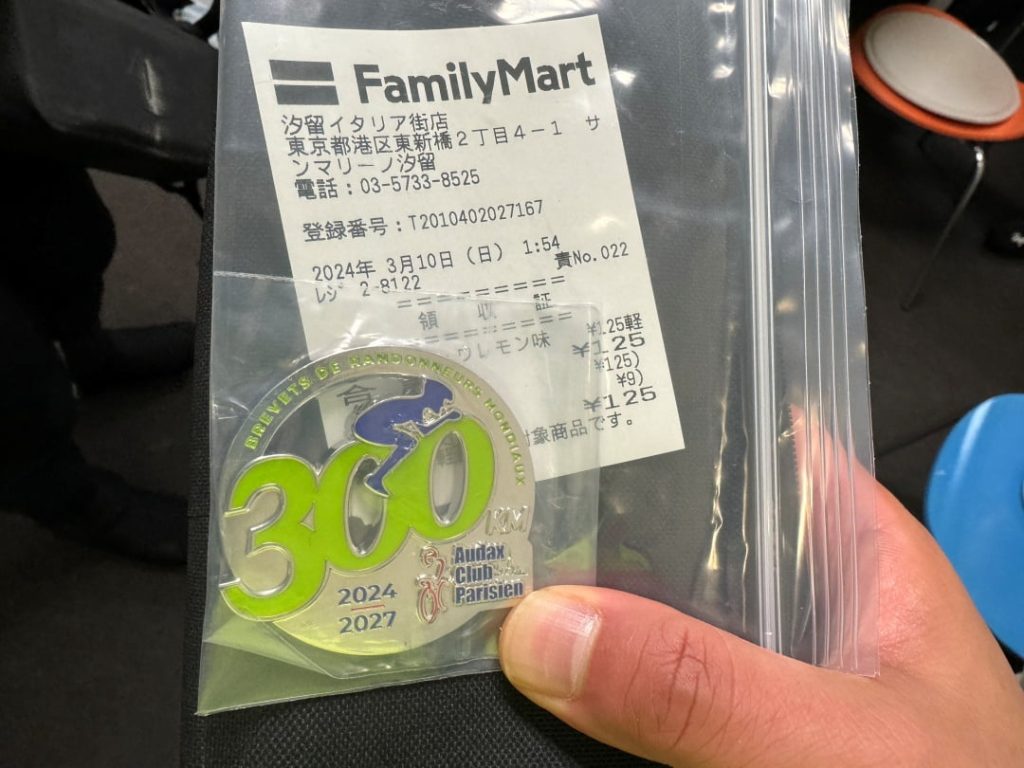 FamilyMart
汐留イタリア街店
東京都港区東新橋2丁目4-1 サ
ンマリーノ汐留
電話:03-5733-8525
登録番号:T2010402027167
2024年 3月10日(日) 1:54
レジ 2-8122 責No.022
==========
領 収 証
レモン味 ¥125軽
¥125
¥125)
¥9)
¥125
対象商品です。
BREVETS DE RANDONNEURS MONDIAUX
300
KM
Audax
Club
Parisien
2024
2027